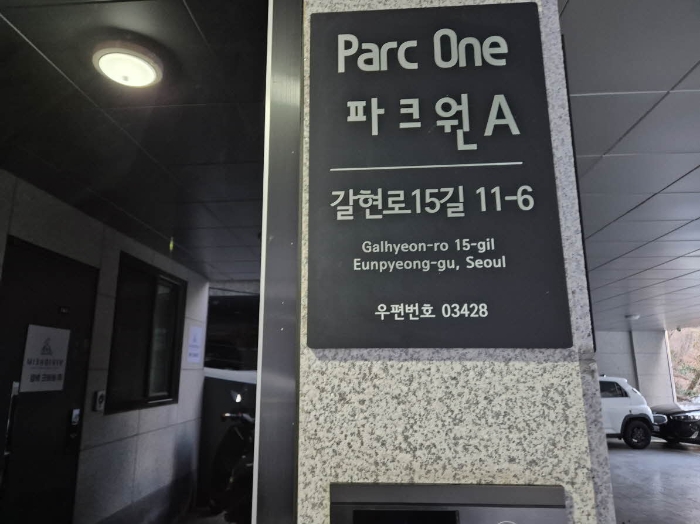 Parc One
파크원 A
갈현로15길 11-6
Galhyeon-ro 15-gil
Eunpyeong-gu, Seoul
우편번호 03428